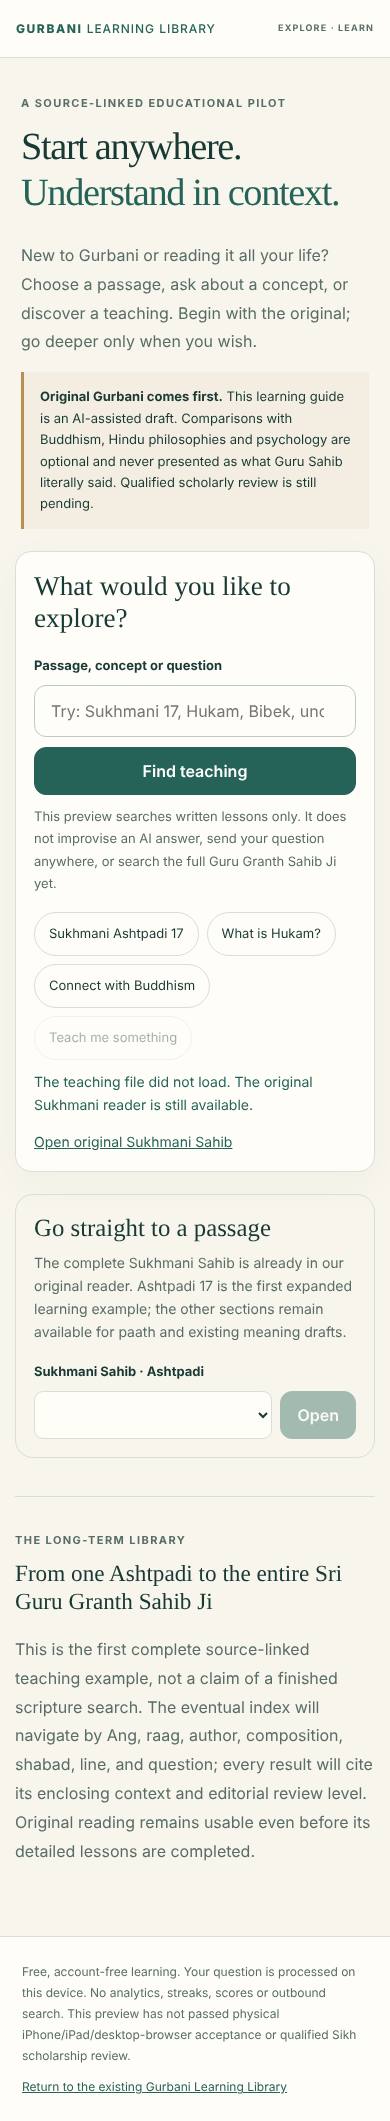 GURBANI LEARNING LIBRARY
EXPLORE · LEARN
A SOURCE-LINKED EDUCATIONAL PILOT
Start anywhere.
Understand in context.
New to Gurbani or reading it all your life?
Choose a passage, ask about a concept, or
discover a teaching. Begin with the original;
go deeper only when you wish.
Original Gurbani comes first. This learning guide
is an AI-assisted draft. Comparisons with
Buddhism, Hindu philosophies and psychology are
optional and never presented as what Guru Sahib
literally said. Qualified scholarly review is still
pending.
What would you like to
explore?
Passage, concept or question
Try: Sukhmani 17, Hukam, Bibek,
Find teaching
This preview searches written lessons only. It does
not improvise an AI answer, send your question
anywhere, or search the full Guru Granth Sahib Ji
yet.
Sukhmani Ashtpadi 17
What is Hukam?
Connect with Buddhism
Teach me something
The teaching file did not load. The original
Sukhmani reader is still available.
Open original Sukhmani Sahib
Go straight to a passage
The complete Sukhmani Sahib is already in our
original reader. Ashtpadi 17 is the first expanded
learning example; the other sections remain
available for paath and existing meaning drafts.
Sukhmani Sahib · Ashtpadi
Open
THE LONG-TERM LIBRARY
From one Ashtpadi to the entire Sri
Guru Granth Sahib Ji
This is the first complete source-linked
teaching example, not a claim of a finished
scripture search. The eventual index will
navigate by Ang, raag, author, composition,
shabad, line, and question; every result will cite
its enclosing context and editorial review level.
Original reading remains usable even before its
detailed lessons are completed.
Free, account-free learning. Your question is processed on
this device. No analytics, streaks, scores or outbound
search. This preview has not passed physical
iPhone/iPad/desktop-browser acceptance or qualified Sikh
scholarship review.
Return to the existing Gurbani Learning Library